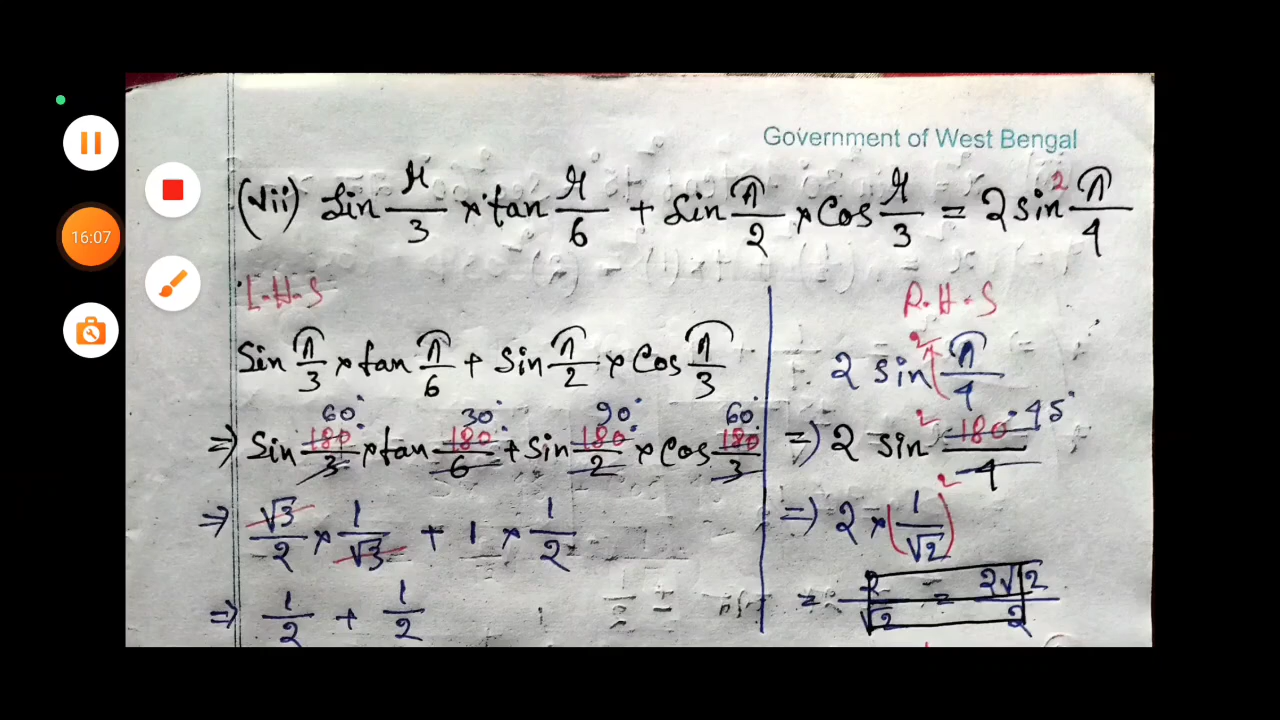 16:07
Government of West Bengal
(vii) Sin π/3 × tan π/6 + Sin π/2 × Cos π/3 = 2 sin² π/4
L.H.S
Sin π/3 × tan π/6 + Sin π/2 × Cos π/3
60° 30° 90° 60°
⇒ Sin 180°/3 × tan 180°/6 + sin 180°/2 × Cos 180°/3
⇒ √3/2 × 1/√3 + 1 × 1/2
⇒ 1/2 + 1/2
R.H.S
2 sin² π/4
⇒ 2 sin² 180°/4 45°
⇒ 2 × (1/√2)²
= 2/√2 = 2√2/2